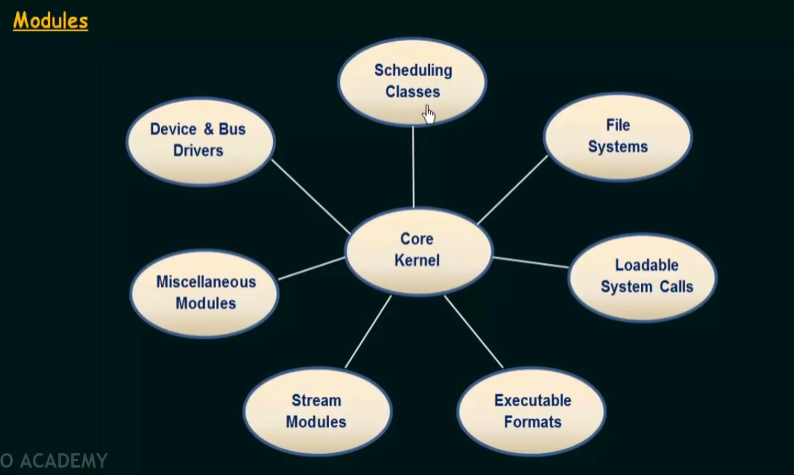 Modules
Scheduling
Classes
Device & Bus
Drivers
File
Systems
Core
Kernel
Miscellaneous
Modules
Loadable
System Calls
Stream
Modules
Executable
Formats
O ACADEMY